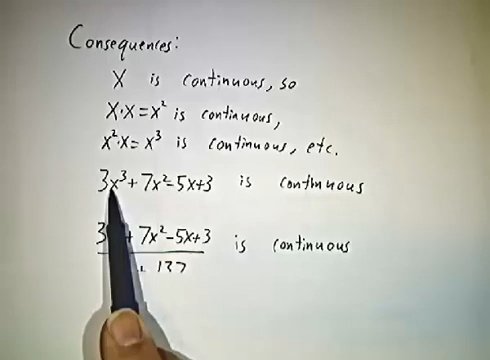 Consequences:
X is continuous, so
X·X=X² is continuous,
X²·X=X³ is continuous, etc.
3x³+7x²-5x+3 is continuous
3 + 7x²-5x+3 is continuous
137